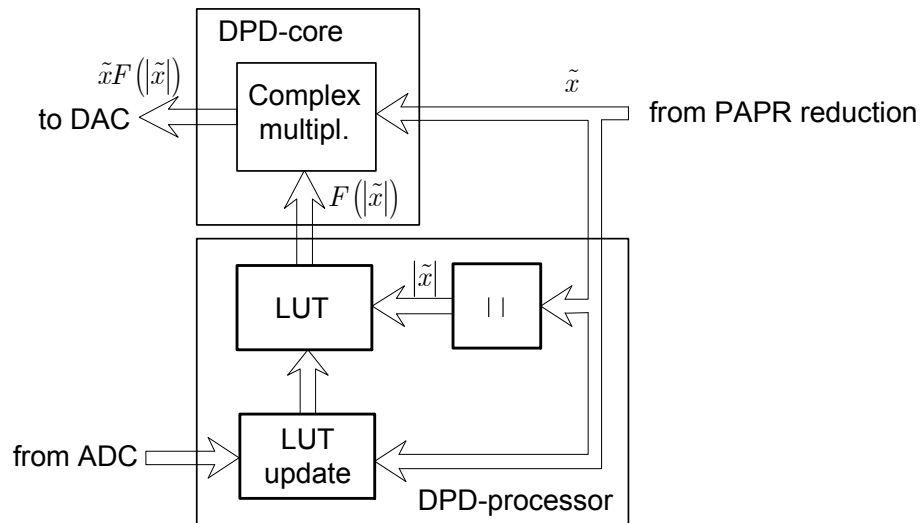 DPD-core
x̃F(|x̃|)
to DAC
Complex
multipl.
x̃
from PAPR reduction
F(|x̃|)
LUT
|x̃|
| |
from ADC
LUT
update
DPD-processor